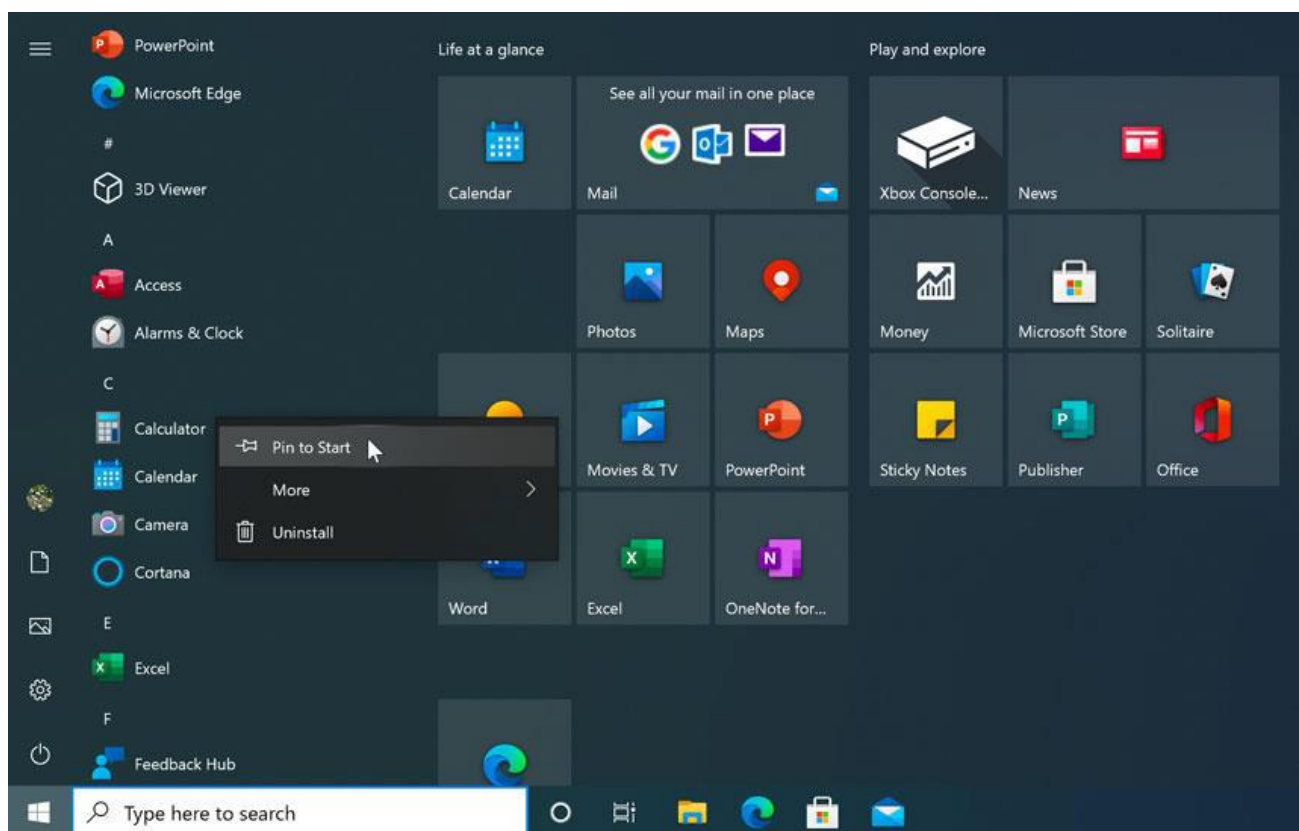 PowerPoint
Microsoft Edge
#
3D Viewer
A
Access
Alarms & Clock
C
Calculator
Calendar
Camera
Cortana
E
Excel
F
Feedback Hub
Pin to Start
More
Uninstall
Life at a glance
Calendar
See all your mail in one place
Mail
Photos
Maps
Movies & TV
PowerPoint
Word
Excel
OneNote for...
Play and explore
Xbox Console...
News
Money
Microsoft Store
Solitaire
Sticky Notes
Publisher
Office
Type here to search